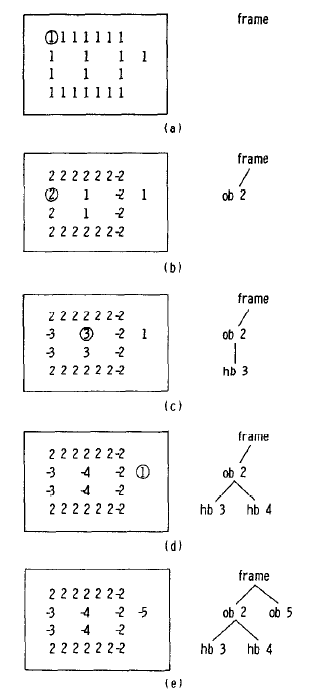 frame
①1 1 1 1 1 1
1 1 1 1
1 1 1
1 1 1 1 1 1 1
(a)
frame
2 2 2 2 2 2 -2
② 1 -2 1
2 1 -2
2 2 2 2 2 2 -2
ob 2
(b)
frame
2 2 2 2 2 2 -2
-3 ③ -2 1
-3 3 -2
2 2 2 2 2 2 -2
ob 2
hb 3
(c)
frame
2 2 2 2 2 2 -2
-3 -4 -2 ①
-3 -4 -2
2 2 2 2 2 2 -2
ob 2
hb 3 hb 4
(d)
frame
2 2 2 2 2 2 -2
-3 -4 -2 -5
-3 -4 -2
2 2 2 2 2 2 -2
ob 2 ob 5
hb 3 hb 4
(e)